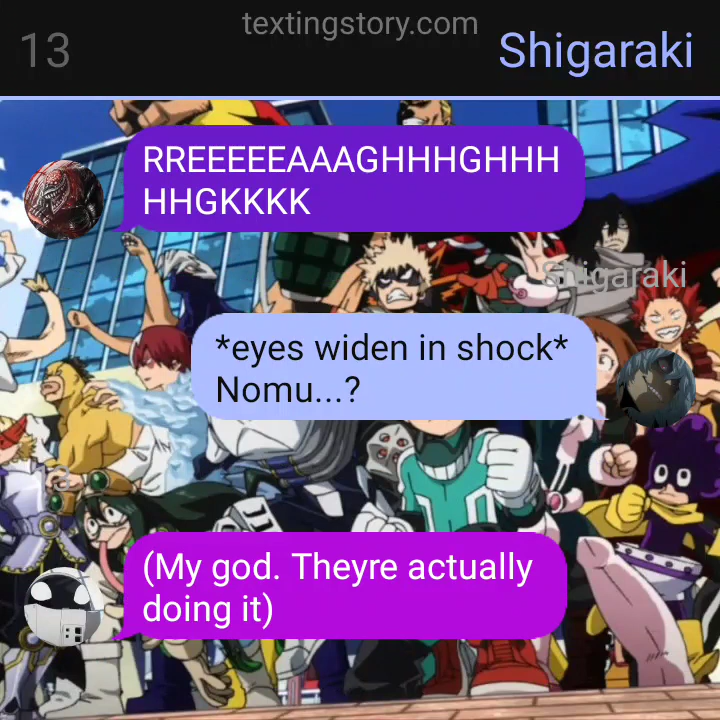 textingstory.com
13
Shigaraki
RREEEEEAAAGHHHGHHH
HHGKKKK
Shigaraki
*eyes widen in shock*
Nomu...?
(My god. Theyre actually
doing it)